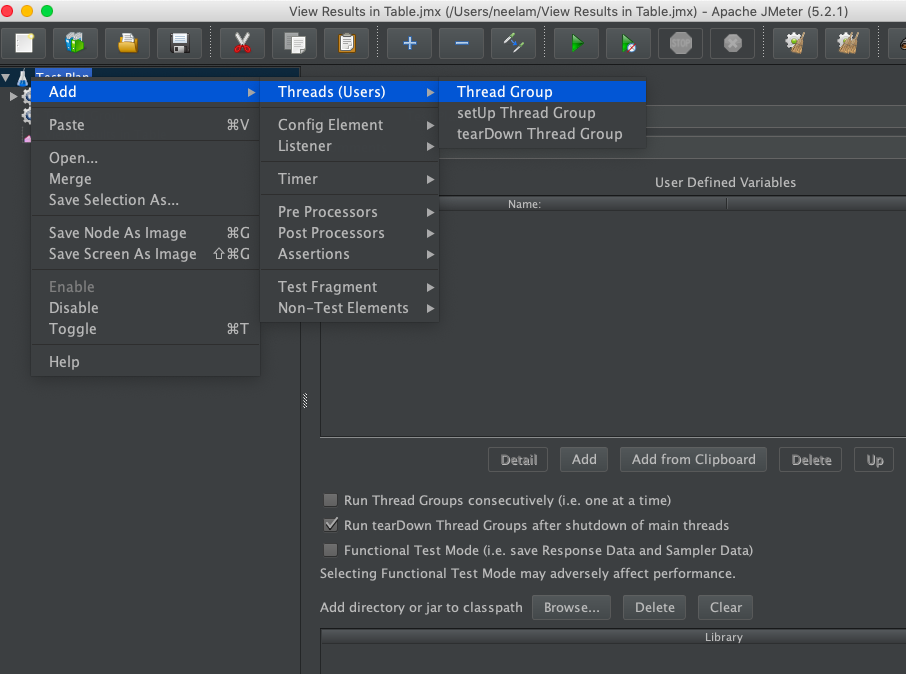 View Results in Table.jmx (/Users/neelam/View Results in Table.jmx) - Apache JMeter (5.2.1)
STOP
Test Plan
Add
Paste ⌘V
Open...
Merge
Save Selection As...
Save Node As Image ⌘G
Save Screen As Image ⇧⌘G
Enable
Disable
Toggle ⌘T
Help
Threads (Users)
Config Element
Listener
Timer
Pre Processors
Post Processors
Assertions
Test Fragment
Non-Test Elements
Thread Group
setUp Thread Group
tearDown Thread Group
User Defined Variables
Name:
Detail Add Add from Clipboard Delete Up
Run Thread Groups consecutively (i.e. one at a time)
Run tearDown Thread Groups after shutdown of main threads
Functional Test Mode (i.e. save Response Data and Sampler Data)
Selecting Functional Test Mode may adversely affect performance.
Add directory or jar to classpath Browse... Delete Clear
Library